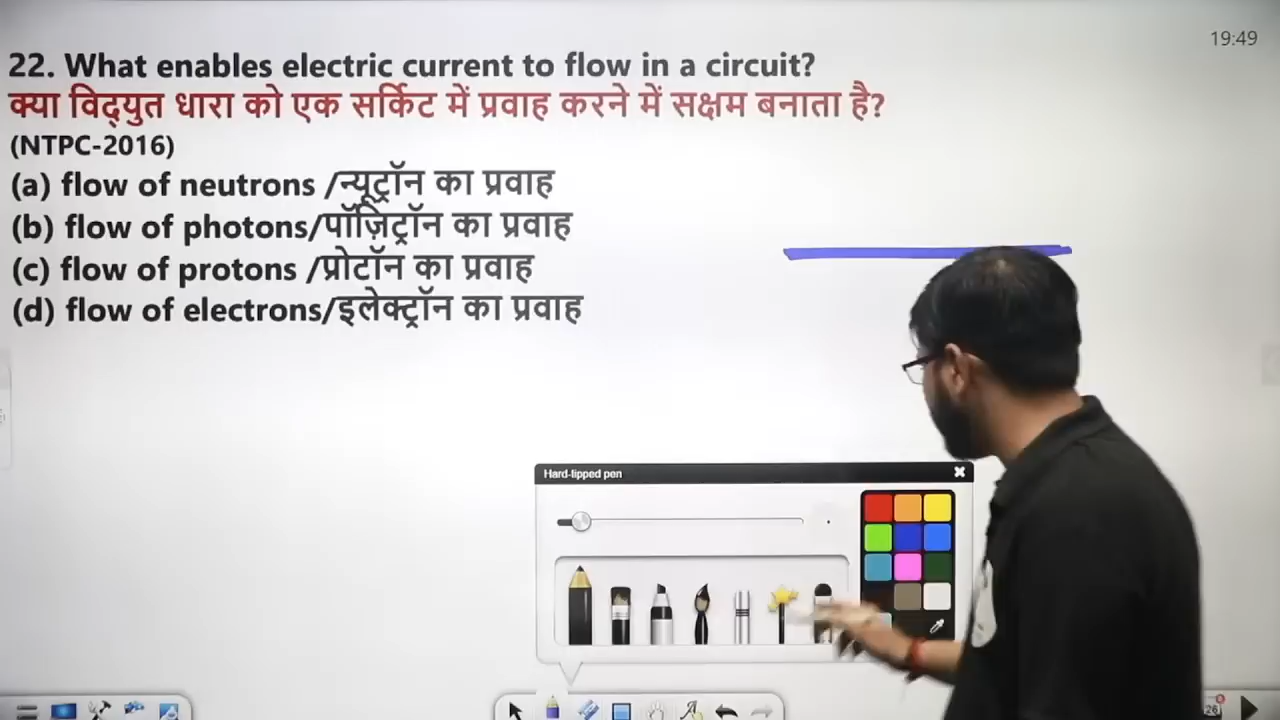 19:49
22. What enables electric current to flow in a circuit?
क्या विद्युत धारा को एक सर्किट में प्रवाह करने में सक्षम बनाता है?
(NTPC-2016)
(a) flow of neutrons /न्यूट्रॉन का प्रवाह
(b) flow of photons/पॉज़िट्रॉन का प्रवाह
(c) flow of protons /प्रोटॉन का प्रवाह
(d) flow of electrons/इलेक्ट्रॉन का प्रवाह
Hard-tipped pen
26